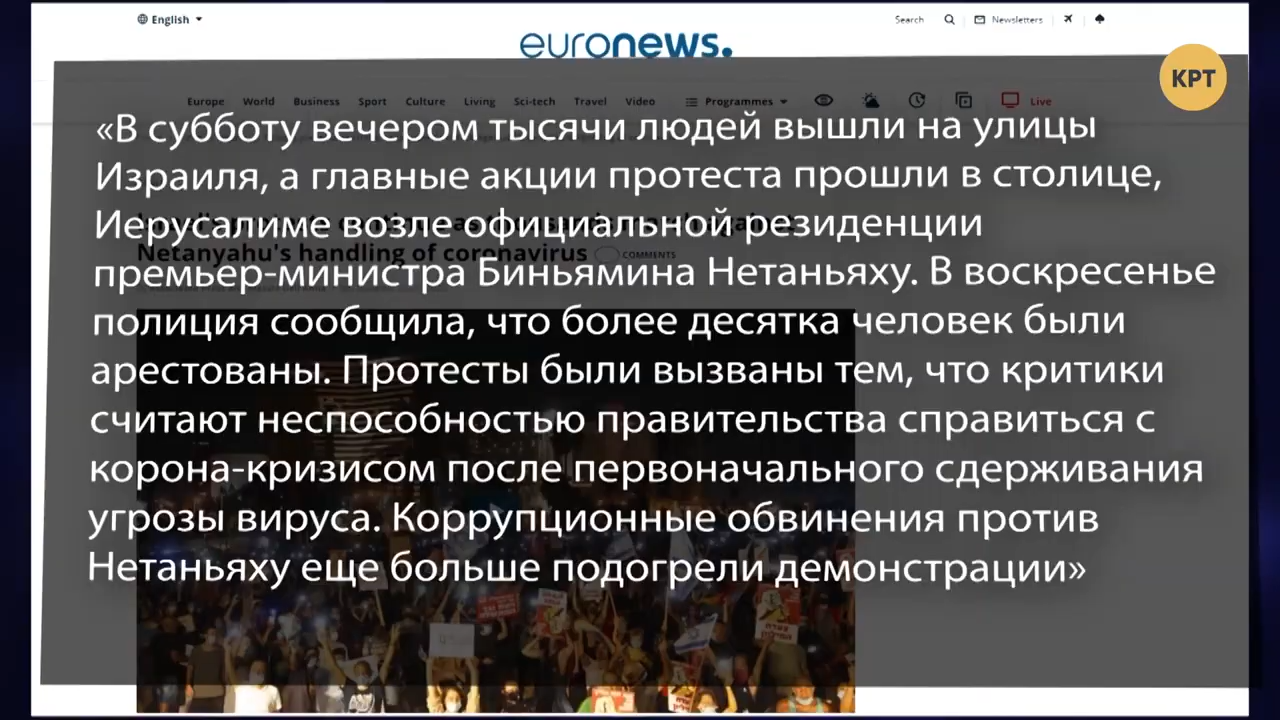 English
Search
Newsletters
euronews.
КРТ
Europe World Business Sport Culture Living Sci-tech Travel Video Programmes Live
«В субботу вечером тысячи людей вышли на улицы
Израиля, а главные акции протеста прошли в столице,
Иерусалиме возле официальной резиденции
Netanyahu's handling of coronavirus COMMENTS
премьер-министра Биньямина Нетаньяху. В воскресенье
полиция сообщила, что более десятка человек были
арестованы. Протесты были вызваны тем, что критики
считают неспособностью правительства справиться с
корона-кризисом после первоначального сдерживания
угрозы вируса. Коррупционные обвинения против
Нетаньяху еще больше подогрели демонстрации»